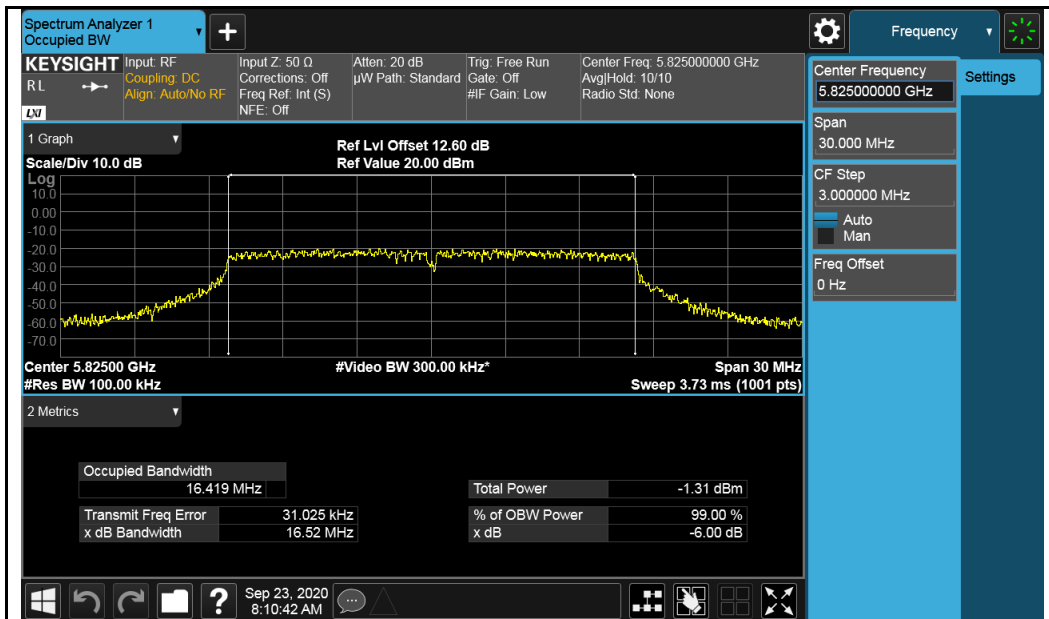 Spectrum Analyzer 1
Occupied BW
+
Frequency
KEYSIGHT
R L
LXI
Input: RF
Coupling: DC
Align: Auto/No RF
Input Z: 50 Ω
Corrections: Off
Freq Ref: Int (S)
NFE: Off
Atten: 20 dB
µW Path: Standard
Trig: Free Run
Gate: Off
#IF Gain: Low
Center Freq: 5.825000000 GHz
Avg|Hold: 10/10
Radio Std: None
Center Frequency
5.825000000 GHz
Settings
Span
30.000 MHz
CF Step
3.000000 MHz
Auto
Man
Freq Offset
0 Hz
1 Graph
Scale/Div 10.0 dB
Ref Lvl Offset 12.60 dB
Ref Value 20.00 dBm
Log
10.0
0.00
-10.0
-20.0
-30.0
-40.0
-50.0
-60.0
-70.0
Center 5.82500 GHz
#Res BW 100.00 kHz
#Video BW 300.00 kHz*
Span 30 MHz
Sweep 3.73 ms (1001 pts)
2 Metrics
Occupied Bandwidth
16.419 MHz
Total Power -1.31 dBm
Transmit Freq Error 31.025 kHz
% of OBW Power 99.00 %
x dB Bandwidth 16.52 MHz
x dB -6.00 dB
?
Sep 23, 2020
8:10:42 AM